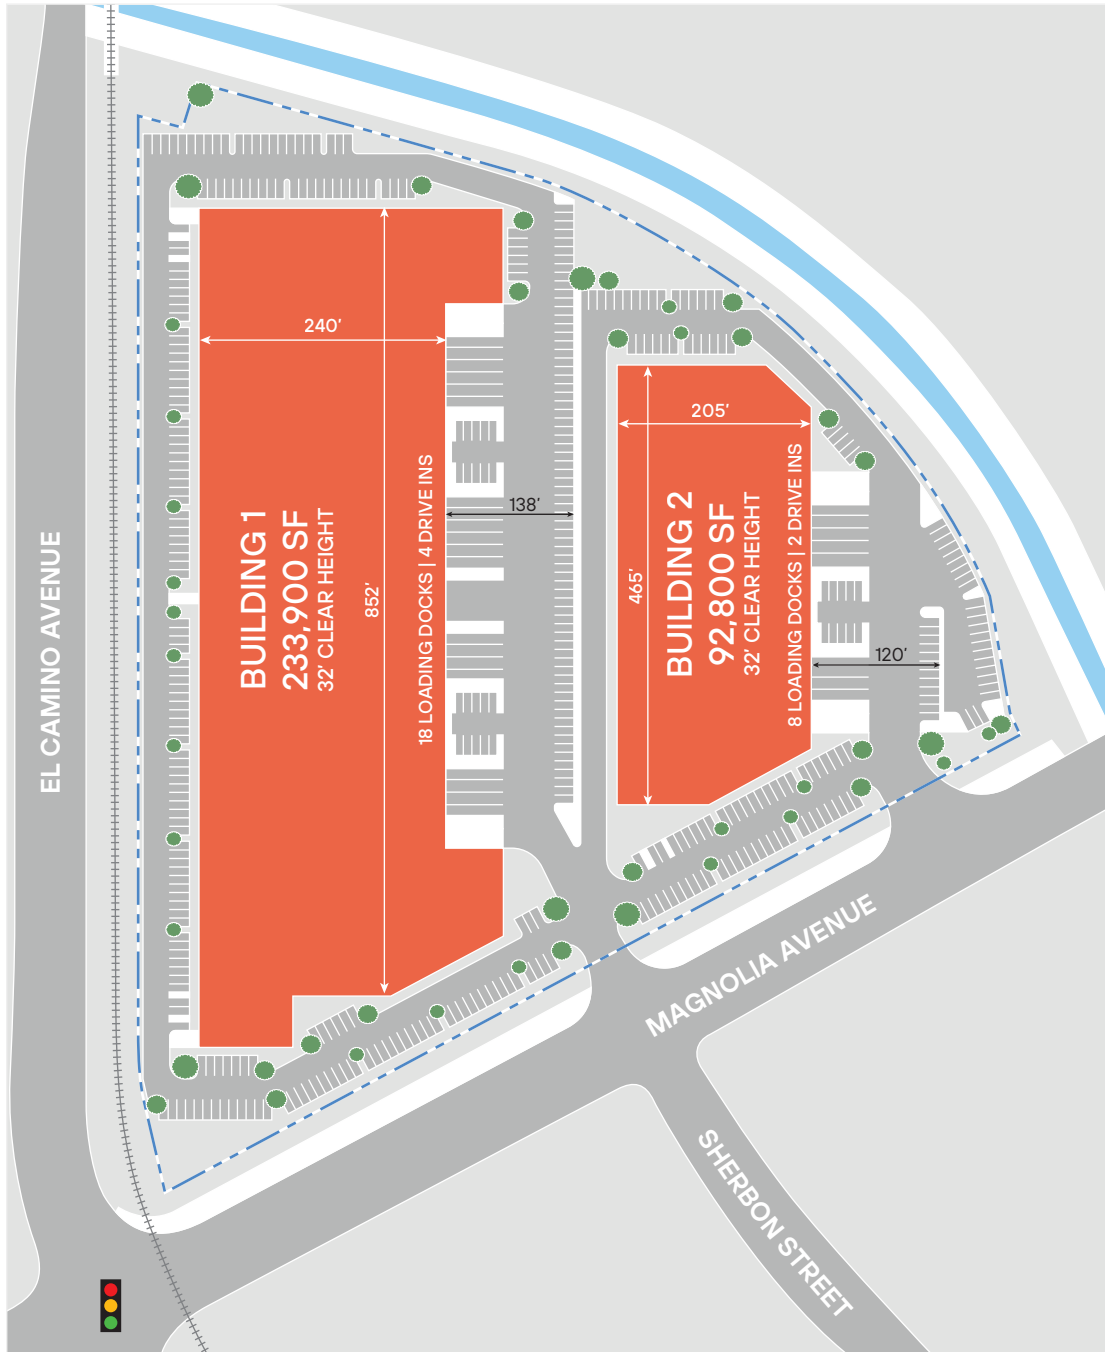 EL CAMINO AVENUE
BUILDING 1
233,900 SF
32' CLEAR HEIGHT
240'
852'
18 LOADING DOCKS | 4 DRIVE INS
138'
BUILDING 2
92,800 SF
32' CLEAR HEIGHT
205'
465'
8 LOADING DOCKS | 2 DRIVE INS
120'
MAGNOLIA AVENUE
SHERBON STREET